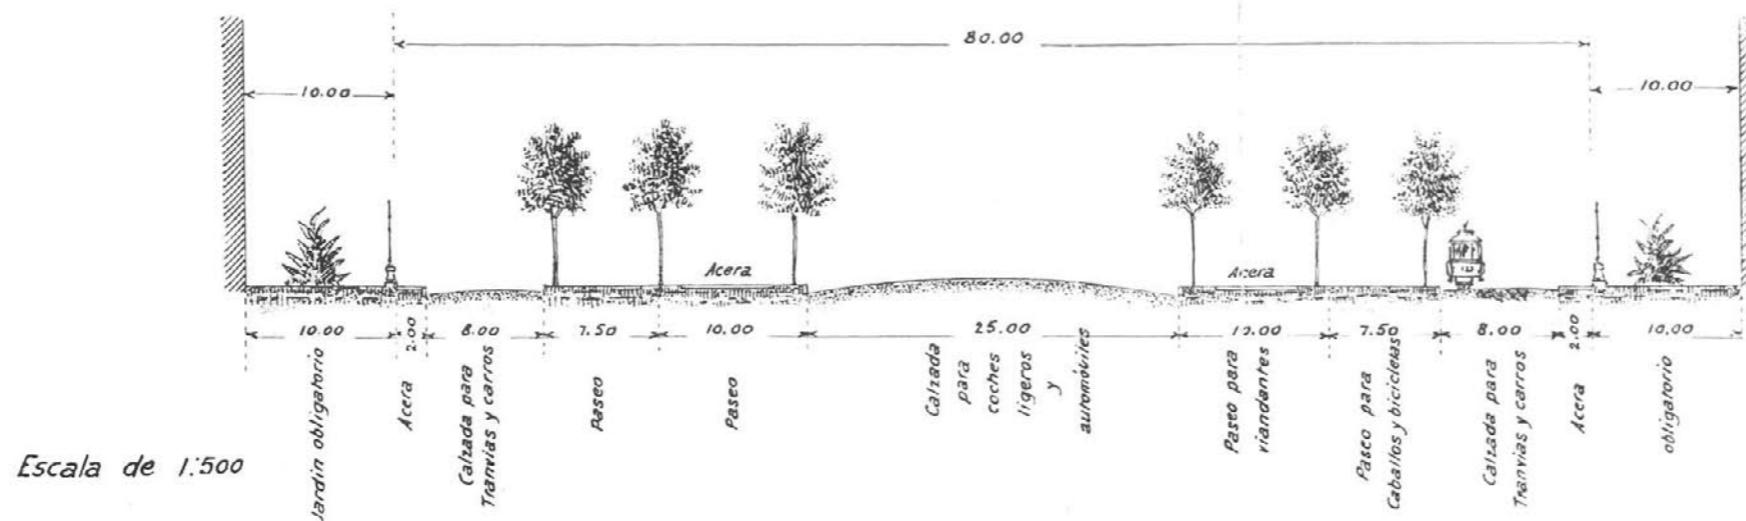 80.00
10.00
10.00
Acera
Acera
10.00
2.00
8.00
7.50
10.00
25.00
10.00
7.50
8.00
2.00
10.00
Jardin obligatorio
Acera
Calzada para
Tranvias y carros
Paseo
Paseo
Calzada
para
coches
ligeros
y
automóviles
Paseo para
viandantes
Paseo para
Caballos y bicicletas
Calzada para
Tranvias y carros
Acera
obligatorio
Escala de 1:500